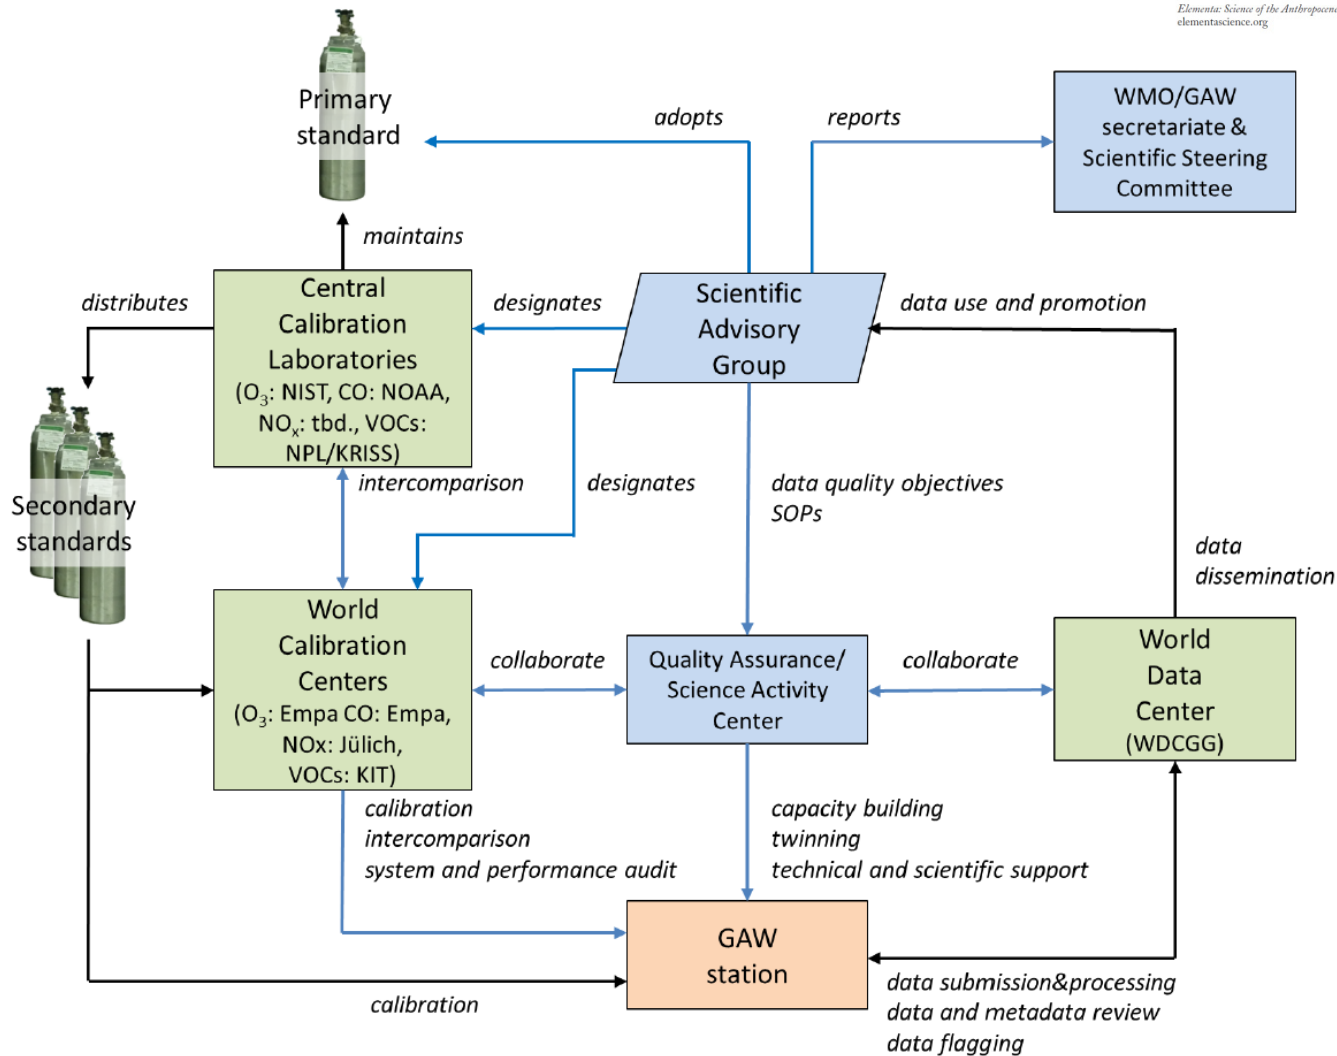 Elementa: Science of the Anthropocene
elementascience.org
Primary
standard
adopts
reports
WMO/GAW
secretariate &
Scientific Steering
Committee
maintains
distributes
Central
Calibration
Laboratories
(O₃: NIST, CO: NOAA,
NOₓ: tbd., VOCs:
NPL/KRISS)
designates
Scientific
Advisory
Group
data use and promotion
intercomparison
designates
data quality objectives
SOPs
Secondary
standards
data
dissemination
World
Calibration
Centers
(O₃: Empa CO: Empa,
NOx: Jülich,
VOCs: KIT)
collaborate
Quality Assurance/
Science Activity
Center
collaborate
World
Data
Center
(WDCGG)
calibration
intercomparison
system and performance audit
capacity building
twinning
technical and scientific support
GAW
station
calibration
data submission&processing
data and metadata review
data flagging